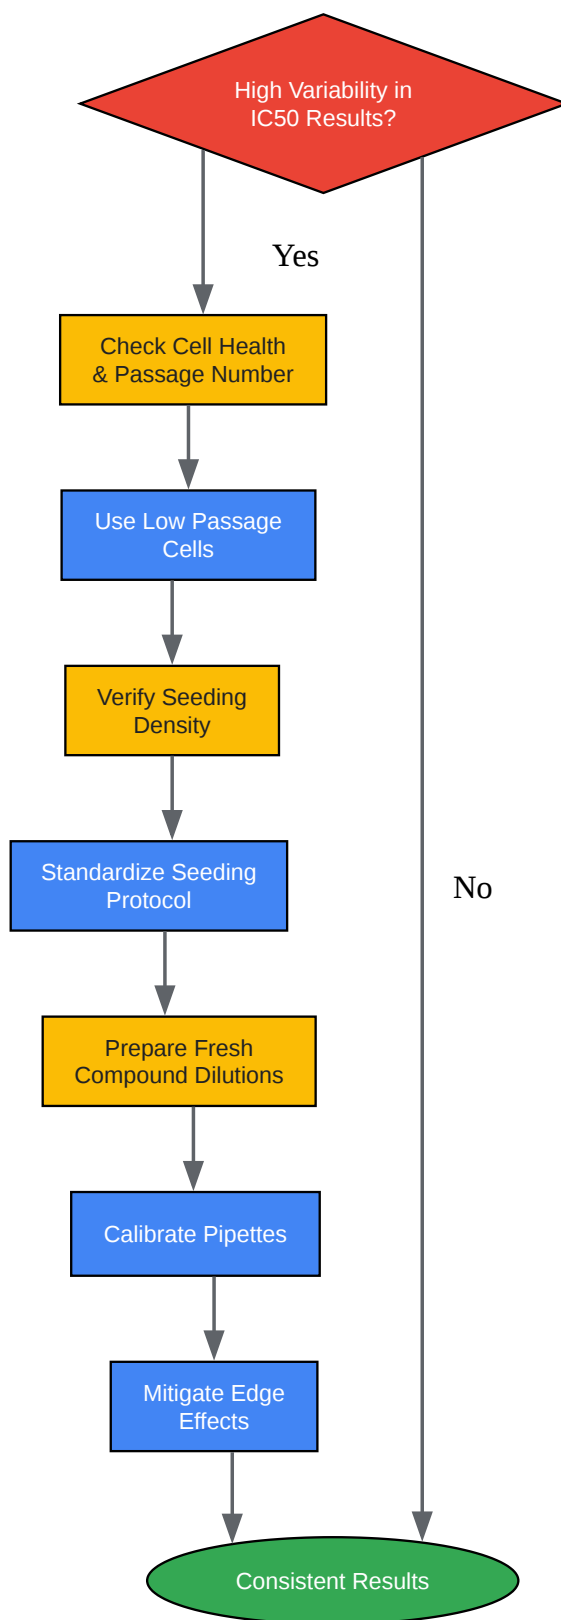 High Variability in
IC50 Results?
Yes
Check Cell Health
& Passage Number
Use Low Passage
Cells
Verify Seeding
Density
Standardize Seeding
Protocol
No
Prepare Fresh
Compound Dilutions
Calibrate Pipettes
Mitigate Edge
Effects
Consistent Results